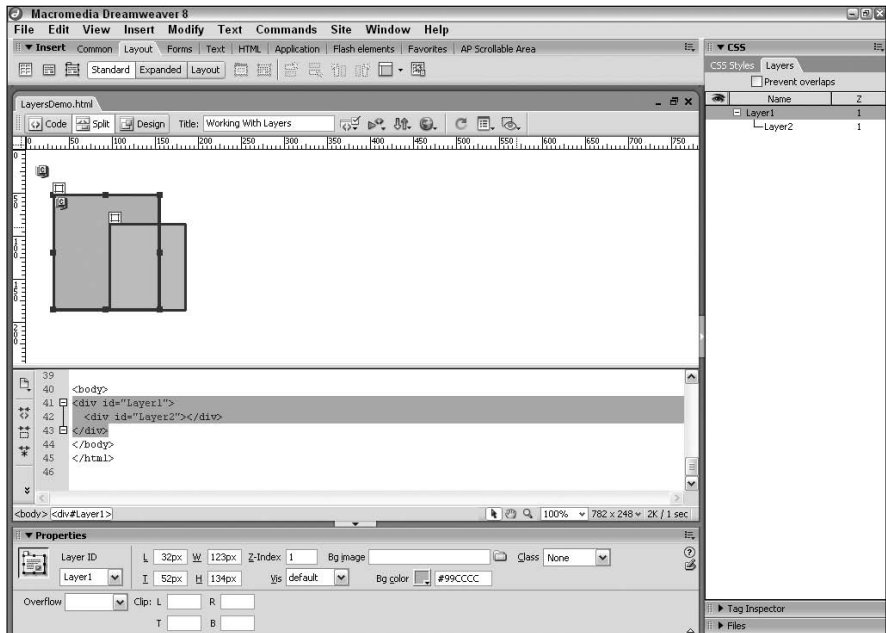 Macromedia Dreamweaver 8
File Edit View Insert Modify Text Commands Site Window Help
▼ Insert Common Layout Forms Text HTML Application Flash elements Favorites AP Scrollable Area
Standard Expanded Layout
▼ CSS
CSS Styles Layers
Prevent overlaps
Name Z
Layer1 1
Layer2 1
LayersDemo.html
Code Split Design Title: Working With Layers
0 50 100 150 200 250 300 350 400 450 500 550 600 650 700 750
0
50
100
150
200
39
40 <body>
41 <div id="Layer1">
42 <div id="Layer2"></div>
43 </div>
44 </body>
45 </html>
46
<body> <div#Layer1> 100% 782 x 248 2K / 1 sec
▼ Properties
Layer ID L 32px W 123px Z-Index 1 Bg image Class None
Layer1 T 52px H 134px Vis default Bg color #99CCCC
Overflow Clip: L R
T B
Tag Inspector
Files